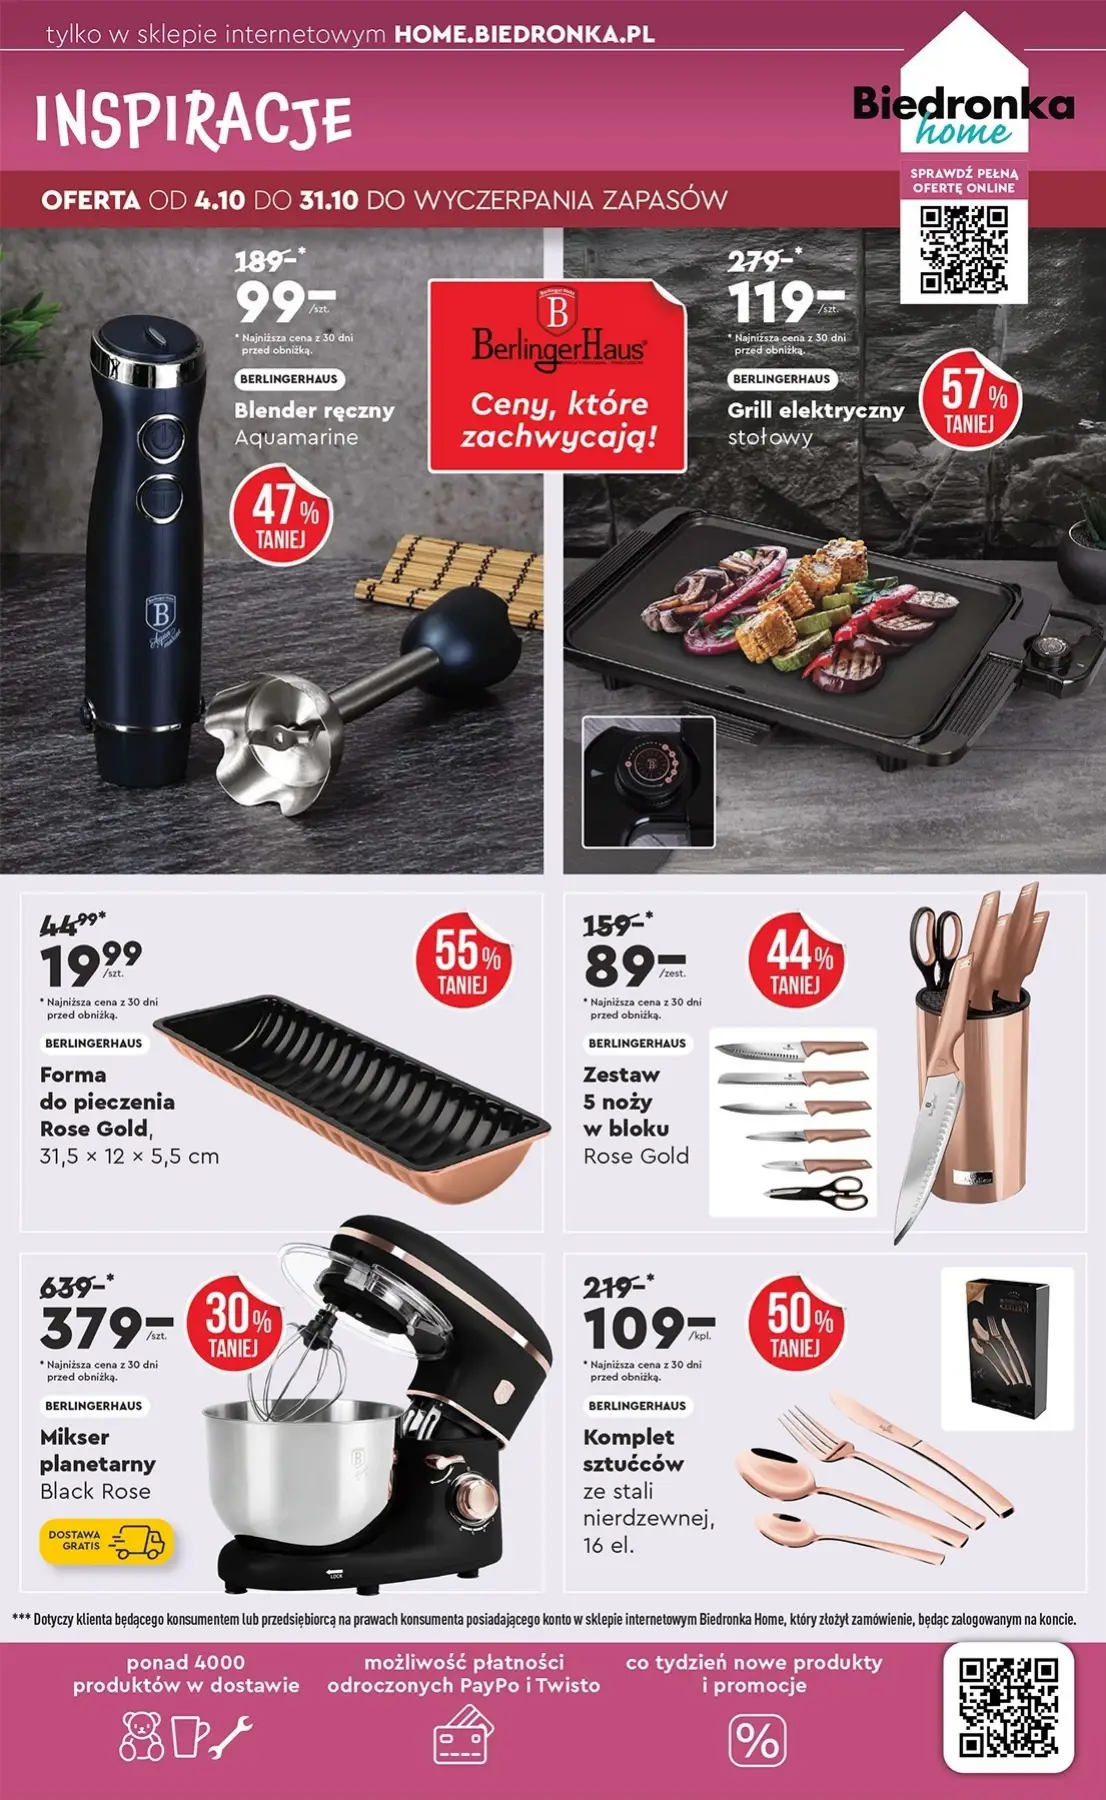 tylko w sklepie internetowym HOME.BIEDRONKA.PL
INSPIRACJE
Biedronka
home
SPRAWDŹ PEŁNĄ
OFERTĘ ONLINE
OFERTA OD 4.10 DO 31.10 DO WYCZERPANIA ZAPASÓW
189-*
99-
/szt.
* Najniższa cena z 30 dni
przed obniżką.
BERLINGERHAUS
Blender ręczny
Aquamarine
47%
TANIEJ
B
BerlingerHaus
Ceny, które
zachwycają!
279-*
119-
/szt.
* Najniższa cena z 30 dni
przed obniżką.
BERLINGERHAUS
Grill elektryczny
stołowy
57%
TANIEJ
B
44 99*
19 99
/szt.
* Najniższa cena z 30 dni
przed obniżką.
BERLINGERHAUS
Forma
do pieczenia
Rose Gold,
31,5 × 12 × 5,5 cm
55%
TANIEJ
159-*
89-
/zest.
* Najniższa cena z 30 dni
przed obniżką.
BERLINGERHAUS
Zestaw
5 noży
w bloku
Rose Gold
44%
TANIEJ
639-*
379-
/szt.
* Najniższa cena z 30 dni
przed obniżką.
BERLINGERHAUS
Mikser
planetarny
Black Rose
DOSTAWA
GRATIS
30%
TANIEJ
LOCK
219-*
109-
/kpl.
* Najniższa cena z 30 dni
przed obniżką.
BERLINGERHAUS
Komplet
sztućców
ze stali
nierdzewnej,
16 el.
50%
TANIEJ
*** Dotyczy klienta będącego konsumentem lub przedsiębiorcą na prawach konsumenta posiadającego konto w sklepie internetowym Biedronka Home, który złożył zamówienie, będąc zalogowanym na koncie.
ponad 4000
produktów w dostawie
możliwość płatności
odroczonych PayPo i Twisto
co tydzień nowe produkty
i promocje
%